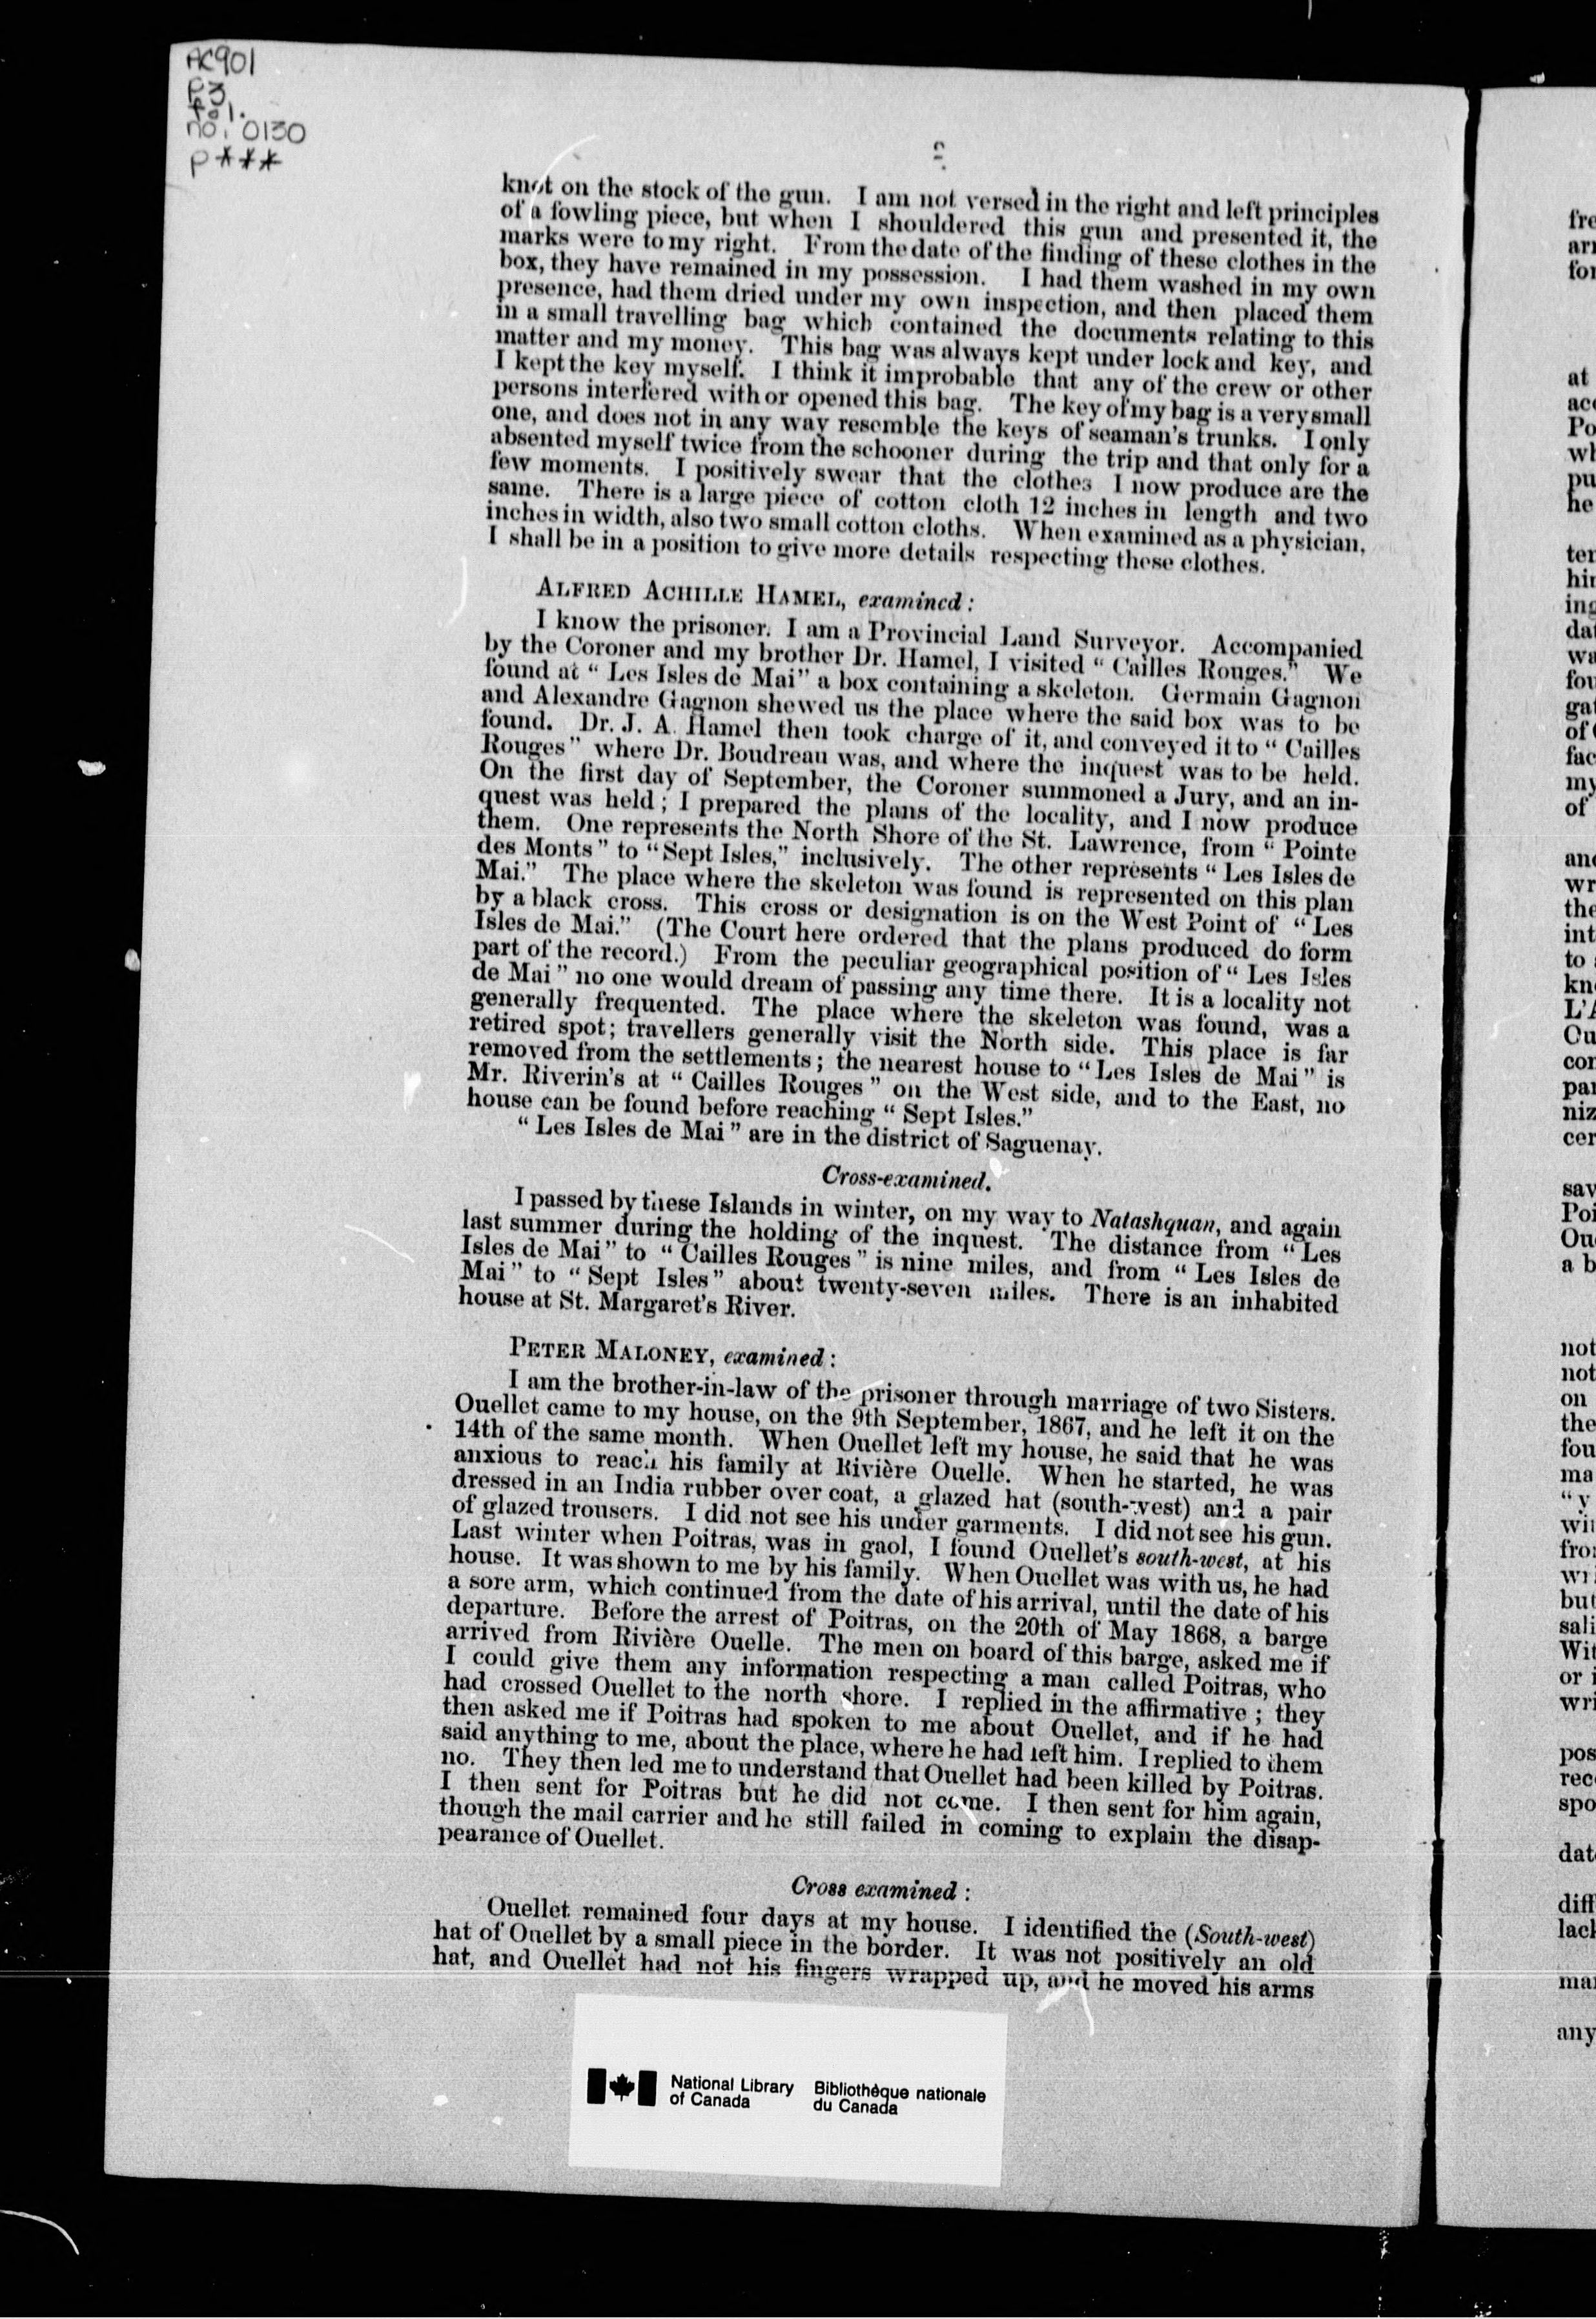 AC901
P3
fol.
no. 0130
p***
knot on the stock of the gun. I am not versed in the right and left principles
of a fowling piece, but when I shouldered this gun and presented it, the
marks were to my right. From the date of the finding of these clothes in the
box, they have remained in my possession. I had them washed in my own
presence, had them dried under my own inspection, and then placed them
in a small travelling bag which contained the documents relating to this
matter and my money. This bag was always kept under lock and key, and
I kept the key myself. I think it improbable that any of the crew or other
persons interfered with or opened this bag. The key of my bag is a very small
one, and does not in any way resemble the keys of seaman's trunks. I only
absented myself twice from the schooner during the trip and that only for a
few moments. I positively swear that the clothes I now produce are the
same. There is a large piece of cotton cloth 12 inches in length and two
inches in width, also two small cotton cloths. When examined as a physician,
I shall be in a position to give more details respecting these clothes.
ALFRED ACHILLE HAMEL, examined :
I know the prisoner. I am a Provincial Land Surveyor. Accompanied
by the Coroner and my brother Dr. Hamel, I visited “ Cailles Rouges.” We
found at “ Les Isles de Mai” a box containing a skeleton. Germain Gagnon
and Alexandre Gagnon shewed us the place where the said box was to be
found. Dr. J. A. Hamel then took charge of it, and conveyed it to “ Cailles
Rouges” where Dr. Boudreau was, and where the inquest was to be held.
On the first day of September, the Coroner summoned a Jury, and an in-
quest was held ; I prepared the plans of the locality, and I now produce
them. One represents the North Shore of the St. Lawrence, from “ Pointe
des Monts” to “Sept Isles,” inclusively. The other represents “ Les Isles de
Mai.” The place where the skeleton was found is represented on this plan
by a black cross. This cross or designation is on the West Point of “ Les
Isles de Mai.” (The Court here ordered that the plans produced do form
part of the record.) From the peculiar geographical position of “ Les Isles
de Mai ” no one would dream of passing any time there. It is a locality not
generally frequented. The place where the skeleton was found, was a
retired spot; travellers generally visit the North side. This place is far
removed from the settlements ; the nearest house to “Les Isles de Mai” is
Mr. Riverin's at “ Cailles Rouges ” on the West side, and to the East, no
house can be found before reaching “ Sept Isles.”
“ Les Isles de Mai ” are in the district of Saguenay.
Cross-examined.
I passed by these Islands in winter, on my way to Natashquan, and again
last summer during the holding of the inquest. The distance from “ Les
Isles de Mai” to “ Cailles Rouges ” is nine miles, and from “ Les Isles de
Mai ” to “ Sept Isles” about twenty-seven miles. There is an inhabited
house at St. Margaret's River.
PETER MALONEY, examined :
I am the brother-in-law of the prisoner through marriage of two Sisters.
Ouellet came to my house, on the 9th September, 1867, and he left it on the
14th of the same month. When Ouellet left my house, he said that he was
anxious to reach his family at Rivière Ouelle. When he started, he was
dressed in an India rubber over coat, a glazed hat (south-west) and a pair
of glazed trousers. I did not see his under garments. I did not see his gun.
Last winter when Poitras, was in gaol, I found Ouellet's south-west, at his
house. It was shown to me by his family. When Ouellet was with us, he had
a sore arm, which continued from the date of his arrival, until the date of his
departure. Before the arrest of Poitras, on the 20th of May 1868, a barge
arrived from Rivière Ouelle. The men on board of this barge, asked me if
I could give them any information respecting a man called Poitras, who
had crossed Ouellet to the north shore. I replied in the affirmative ; they
then asked me if Poitras had spoken to me about Ouellet, and if he had
said anything to me, about the place, where he had left him. I replied to them
no. They then led me to understand that Ouellet had been killed by Poitras.
I then sent for Poitras but he did not come. I then sent for him again,
though the mail carrier and he still failed in coming to explain the disap-
pearance of Ouellet.
Cross examined :
Ouellet remained four days at my house. I identified the (South-west)
hat of Ouellet by a small piece in the border. It was not positively an old
hat, and Ouellet had not his fingers wrapped up, and he moved his arms
National Library
of Canada
Bibliothèque nationale
du Canada